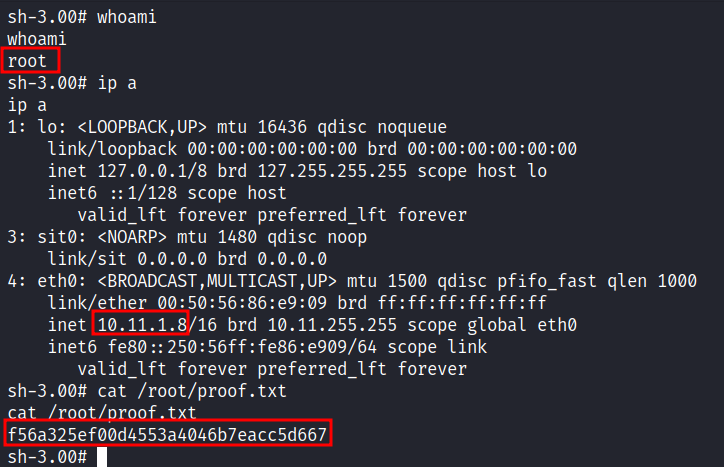 sh-3.00# whoami
whoami
root
sh-3.00# ip a
ip a
1: lo: <LOOPBACK,UP> mtu 16436 qdisc noqueue
    link/loopback 00:00:00:00:00:00 brd 00:00:00:00:00:00
    inet 127.0.0.1/8 brd 127.255.255.255 scope host lo
    inet6 ::1/128 scope host
       valid_lft forever preferred_lft forever
3: sit0: <NOARP> mtu 1480 qdisc noop
    link/sit 0.0.0.0 brd 0.0.0.0
4: eth0: <BROADCAST,MULTICAST,UP> mtu 1500 qdisc pfifo_fast qlen 1000
    link/ether 00:50:56:86:e9:09 brd ff:ff:ff:ff:ff:ff
    inet 10.11.1.8/16 brd 10.11.255.255 scope global eth0
    inet6 fe80::250:56ff:fe86:e909/64 scope link
       valid_lft forever preferred_lft forever
sh-3.00# cat /root/proof.txt
cat /root/proof.txt
f56a325ef00d4553a4046b7eacc5d667
sh-3.00#